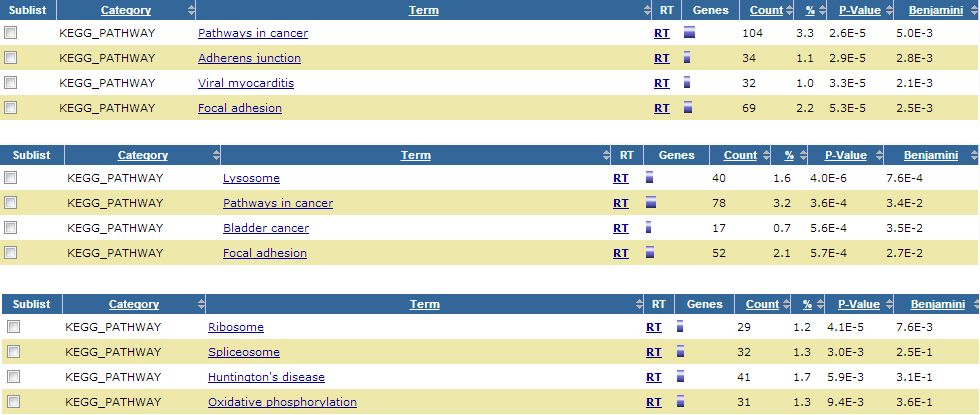 Sublist Category Term RT Genes Count % P-Value Benjamini
KEGG_PATHWAY Pathways in cancer RT 104 3.3 2.6E-5 5.0E-3
KEGG_PATHWAY Adherens junction RT 34 1.1 2.9E-5 2.8E-3
KEGG_PATHWAY Viral myocarditis RT 32 1.0 3.3E-5 2.1E-3
KEGG_PATHWAY Focal adhesion RT 69 2.2 5.3E-5 2.5E-3
Sublist Category Term RT Genes Count % P-Value Benjamini
KEGG_PATHWAY Lysosome RT 40 1.6 4.0E-6 7.6E-4
KEGG_PATHWAY Pathways in cancer RT 78 3.2 3.6E-4 3.4E-2
KEGG_PATHWAY Bladder cancer RT 17 0.7 5.6E-4 3.5E-2
KEGG_PATHWAY Focal adhesion RT 52 2.1 5.7E-4 2.7E-2
Sublist Category Term RT Genes Count % P-Value Benjamini
KEGG_PATHWAY Ribosome RT 29 1.2 4.1E-5 7.6E-3
KEGG_PATHWAY Spliceosome RT 32 1.3 3.0E-3 2.5E-1
KEGG_PATHWAY Huntington's disease RT 41 1.7 5.9E-3 3.1E-1
KEGG_PATHWAY Oxidative phosphorylation RT 31 1.3 9.4E-3 3.6E-1